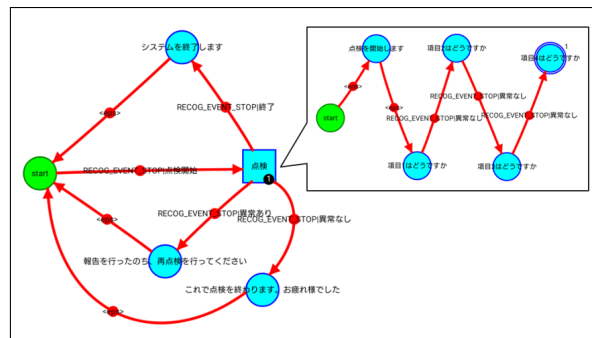 システムを終了します
<eps>
RECOG_EVENT_STOP|終了
start
RECOG_EVENT_STOP|点検開始
点検
1
RECOG_EVENT_STOP|異常あり
RECOG_EVENT_STOP|異常なし
<eps>
報告を行ったのち、再点検を行ってください
これで点検を終わります。お疲れ様でした
<eps>
点検を開始します
項目2はどうですか
1
項目4はどうですか
<eps>
<eps>
RECOG_EVENT_STOP|異常なし
RECOG_EVENT_STOP|異常なし
RECOG_EVENT_STOP|異常なし
start
項目1はどうですか
項目3はどうですか